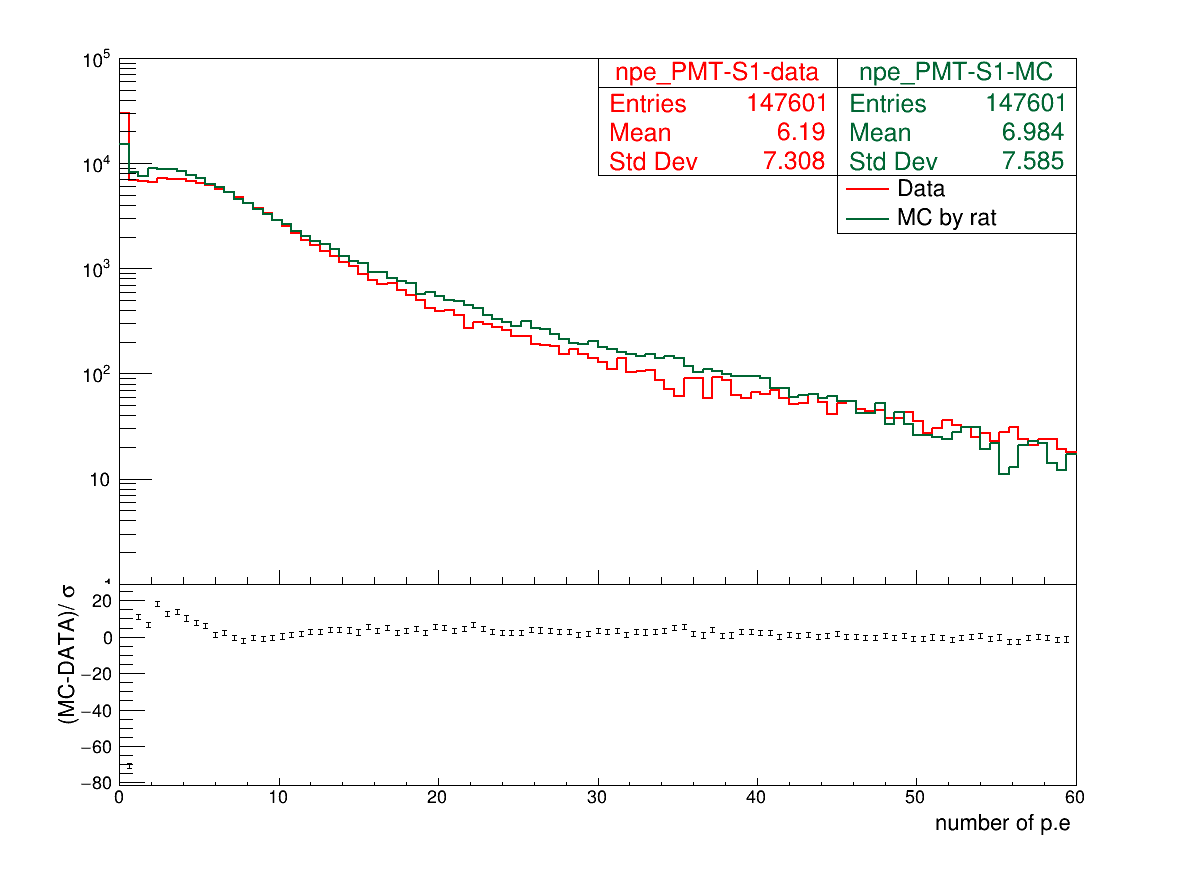 npe_PMT-S1-data
Entries 147601
Mean 6.19
Std Dev 7.308
npe_PMT-S1-MC
Entries 147601
Mean 6.984
Std Dev 7.585
Data
MC by rat
10^5
10^4
10^3
10^2
10
(MC-DATA)/ σ
20
0
−20
−40
−60
−80
0 10 20 30 40 50 60
number of p.e